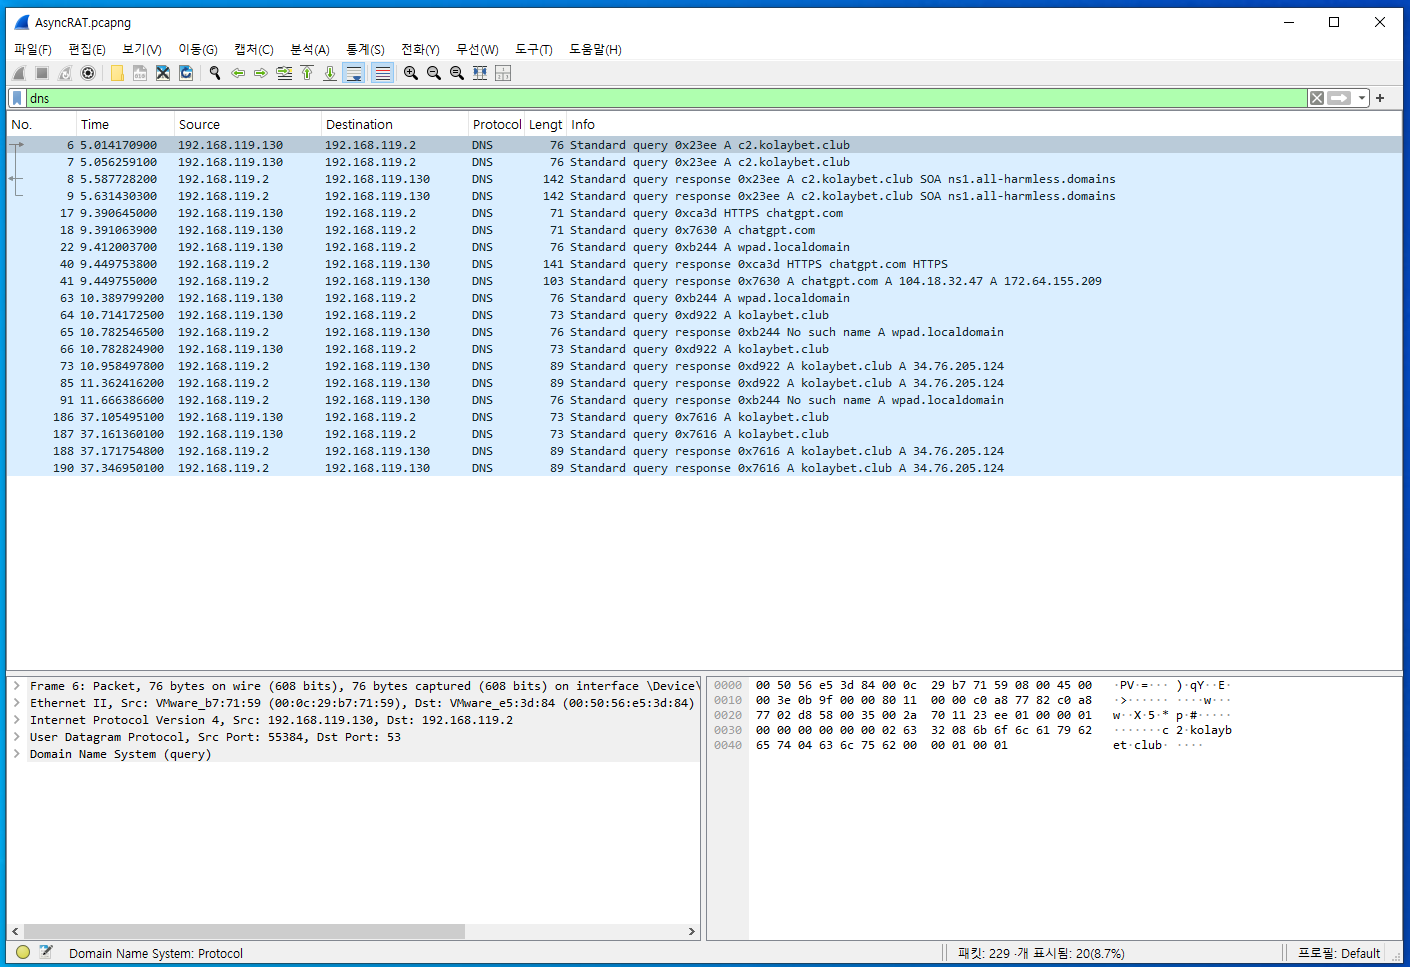 AsyncRAT.pcapng
파일(F) 편집(E) 보기(V) 이동(G) 캡처(C) 분석(A) 통계(S) 전화(Y) 무선(W) 도구(T) 도움말(H)
dns
No. Time Source Destination Protocol Lengt Info
6 5.014170900 192.168.119.130 192.168.119.2 DNS 76 Standard query 0x23ee A c2.kolaybet.club
7 5.056259100 192.168.119.130 192.168.119.2 DNS 76 Standard query 0x23ee A c2.kolaybet.club
8 5.587728200 192.168.119.2 192.168.119.130 DNS 142 Standard query response 0x23ee A c2.kolaybet.club SOA ns1.all-harmless.domains
9 5.631430300 192.168.119.2 192.168.119.130 DNS 142 Standard query response 0x23ee A c2.kolaybet.club SOA ns1.all-harmless.domains
17 9.390645000 192.168.119.130 192.168.119.2 DNS 71 Standard query 0xca3d HTTPS chatgpt.com
18 9.391063900 192.168.119.130 192.168.119.2 DNS 71 Standard query 0x7630 A chatgpt.com
22 9.412003700 192.168.119.130 192.168.119.2 DNS 76 Standard query 0xb244 A wpad.localdomain
40 9.449753800 192.168.119.2 192.168.119.130 DNS 141 Standard query response 0xca3d HTTPS chatgpt.com HTTPS
41 9.449755000 192.168.119.2 192.168.119.130 DNS 103 Standard query response 0x7630 A chatgpt.com A 104.18.32.47 A 172.64.155.209
63 10.389799200 192.168.119.130 192.168.119.2 DNS 76 Standard query 0xb244 A wpad.localdomain
64 10.714172500 192.168.119.130 192.168.119.2 DNS 73 Standard query 0xd922 A kolaybet.club
65 10.782546500 192.168.119.2 192.168.119.130 DNS 76 Standard query response 0xb244 No such name A wpad.localdomain
66 10.782824900 192.168.119.130 192.168.119.2 DNS 73 Standard query 0xd922 A kolaybet.club
73 10.958497800 192.168.119.2 192.168.119.130 DNS 89 Standard query response 0xd922 A kolaybet.club A 34.76.205.124
85 11.362416200 192.168.119.2 192.168.119.130 DNS 89 Standard query response 0xd922 A kolaybet.club A 34.76.205.124
91 11.666386600 192.168.119.2 192.168.119.130 DNS 76 Standard query response 0xb244 No such name A wpad.localdomain
186 37.105495100 192.168.119.130 192.168.119.2 DNS 73 Standard query 0x7616 A kolaybet.club
187 37.161360100 192.168.119.130 192.168.119.2 DNS 73 Standard query 0x7616 A kolaybet.club
188 37.171754800 192.168.119.2 192.168.119.130 DNS 89 Standard query response 0x7616 A kolaybet.club A 34.76.205.124
190 37.346950100 192.168.119.2 192.168.119.130 DNS 89 Standard query response 0x7616 A kolaybet.club A 34.76.205.124
Frame 6: Packet, 76 bytes on wire (608 bits), 76 bytes captured (608 bits) on interface \Device\
Ethernet II, Src: VMware_b7:71:59 (00:0c:29:b7:71:59), Dst: VMware_e5:3d:84 (00:50:56:e5:3d:84)
Internet Protocol Version 4, Src: 192.168.119.130, Dst: 192.168.119.2
User Datagram Protocol, Src Port: 55384, Dst Port: 53
Domain Name System (query)
0000 00 50 56 e5 3d 84 00 0c 29 b7 71 59 08 00 45 00 ·PV·=···)·qY··E·
0010 00 3e 0b 9f 00 00 80 11 00 00 c0 a8 77 82 c0 a8 ·>··········w···
0020 77 02 d8 58 00 35 00 2a 70 11 23 ee 01 00 00 01 w··X·5·*p·#·····
0030 00 00 00 00 00 00 02 63 32 08 6b 6f 6c 61 79 62 ·······c2·kolayb
0040 65 74 04 63 6c 75 62 00 00 01 00 01 et·club·····
Domain Name System: Protocol 패킷: 229 ·개 표시됨: 20(8.7%) 프로필: Default